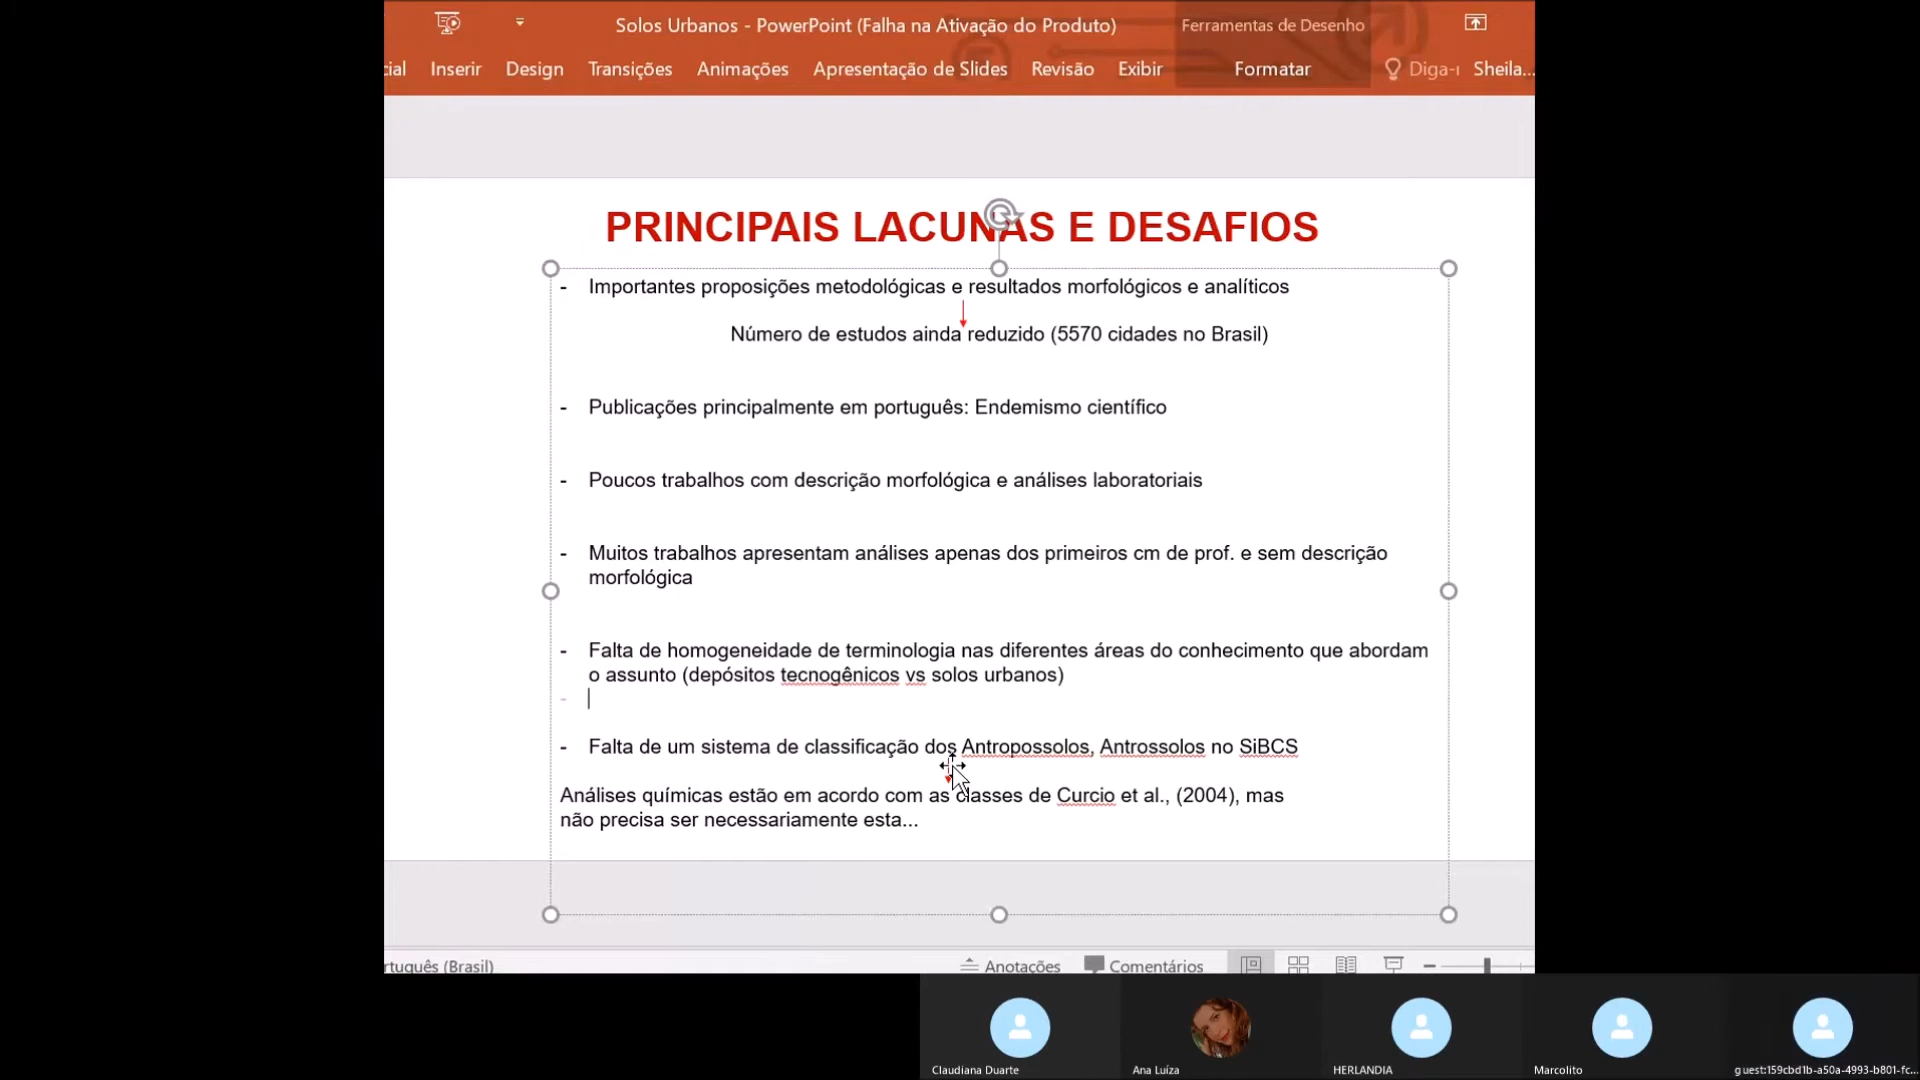 Solos Urbanos - PowerPoint (Falha na Ativação do Produto)
Ferramentas de Desenho
cial Inserir Design Transições Animações Apresentação de Slides Revisão Exibir Formatar Diga-ı Sheila...
PRINCIPAIS LACUNAS E DESAFIOS
- Importantes proposições metodológicas e resultados morfológicos e analíticos
Número de estudos ainda reduzido (5570 cidades no Brasil)
- Publicações principalmente em português: Endemismo científico
- Poucos trabalhos com descrição morfológica e análises laboratoriais
- Muitos trabalhos apresentam análises apenas dos primeiros cm de prof. e sem descrição
morfológica
- Falta de homogeneidade de terminologia nas diferentes áreas do conhecimento que abordam
o assunto (depósitos tecnogênicos vs solos urbanos)
-
- Falta de um sistema de classificação dos Antropossolos, Antrossolos no SiBCS
Análises químicas estão em acordo com as classes de Curcio et al., (2004), mas
não precisa ser necessariamente esta...
rtuguês (Brasil)
Anotações Comentários
Claudiana Duarte
Ana Luíza
HERLANDIA
Marcolito
guest:159cbd1b-a50a-4993-b801-fc...